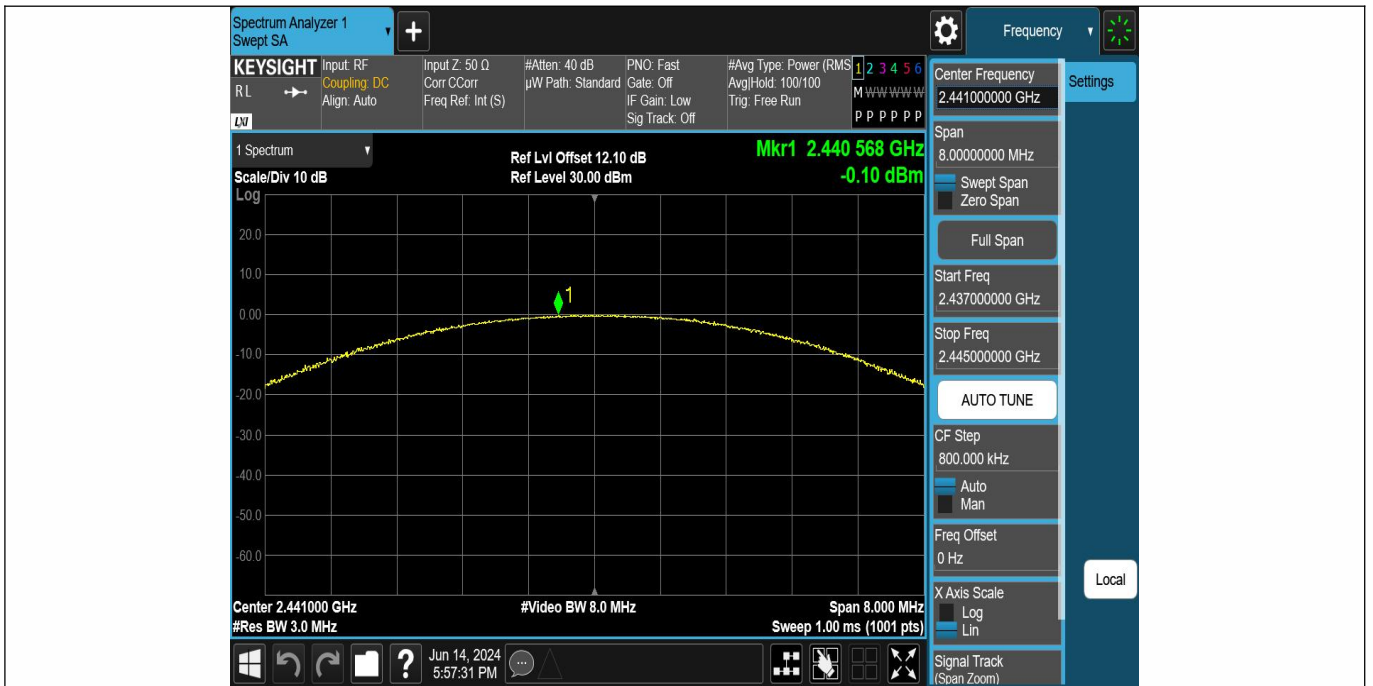 Spectrum Analyzer 1
Swept SA
+
Frequency
KEYSIGHT
RL
LXI
Input: RF
Coupling: DC
Align: Auto
Input Z: 50 Ω
Corr CCorr
Freq Ref: Int (S)
#Atten: 40 dB
µW Path: Standard
PNO: Fast
Gate: Off
IF Gain: Low
Sig Track: Off
#Avg Type: Power (RMS
Avg|Hold: 100/100
Trig: Free Run
1 2 3 4 5 6
M W W W W W
P P P P P P
1 Spectrum
Scale/Div 10 dB
Log
Ref Lvl Offset 12.10 dB
Ref Level 30.00 dBm
Mkr1 2.440 568 GHz
-0.10 dBm
1
20.0
10.0
0.00
-10.0
-20.0
-30.0
-40.0
-50.0
-60.0
Center 2.441000 GHz
#Video BW 8.0 MHz
Span 8.000 MHz
#Res BW 3.0 MHz
Sweep 1.00 ms (1001 pts)
Center Frequency
2.441000000 GHz
Settings
Span
8.00000000 MHz
Swept Span
Zero Span
Full Span
Start Freq
2.437000000 GHz
Stop Freq
2.445000000 GHz
AUTO TUNE
CF Step
800.000 kHz
Auto
Man
Freq Offset
0 Hz
Local
X Axis Scale
Log
Lin
Signal Track
(Span Zoom)
?
Jun 14, 2024
5:57:31 PM